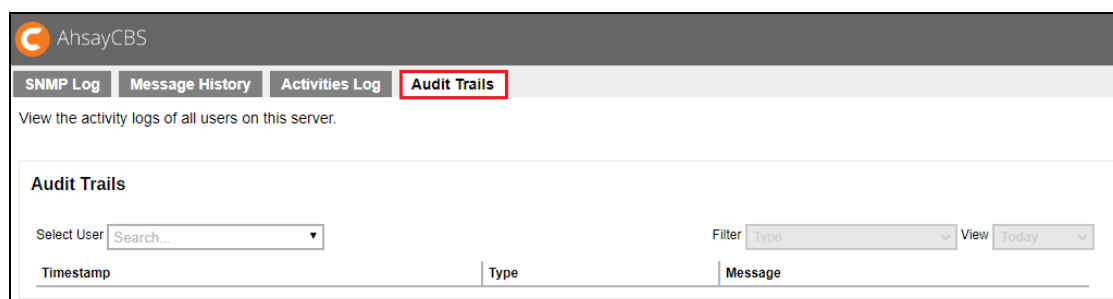 AhsayCBS
SNMP Log Message History Activities Log Audit Trails
View the activity logs of all users on this server.
Audit Trails
Select User Search... Filter Type View Today
Timestamp Type Message